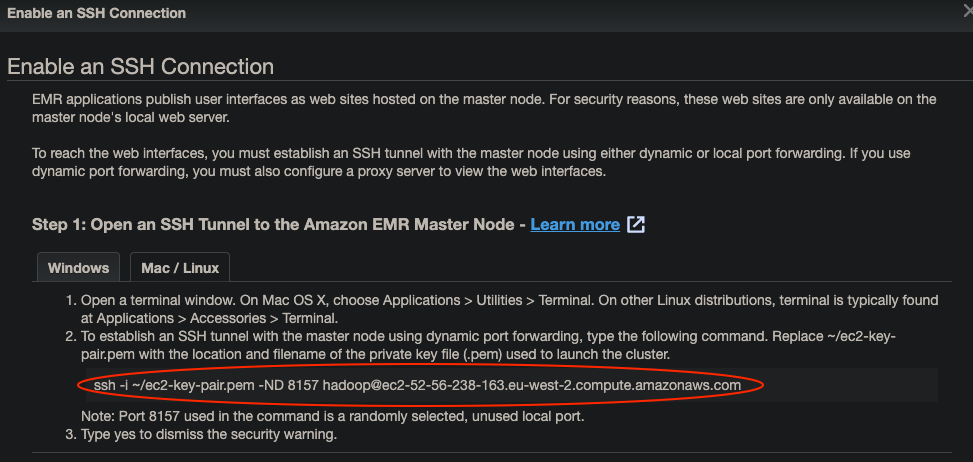 Enable an SSH Connection
Enable an SSH Connection
EMR applications publish user interfaces as web sites hosted on the master node. For security reasons, these web sites are only available on the
master node's local web server.
To reach the web interfaces, you must establish an SSH tunnel with the master node using either dynamic or local port forwarding. If you use
dynamic port forwarding, you must also configure a proxy server to view the web interfaces.
Step 1: Open an SSH Tunnel to the Amazon EMR Master Node - Learn more
Windows Mac / Linux
1. Open a terminal window. On Mac OS X, choose Applications > Utilities > Terminal. On other Linux distributions, terminal is typically found
at Applications > Accessories > Terminal.
2. To establish an SSH tunnel with the master node using dynamic port forwarding, type the following command. Replace ~/ec2-key-
pair.pem with the location and filename of the private key file (.pem) used to launch the cluster.
ssh -i ~/ec2-key-pair.pem -ND 8157 hadoop@ec2-52-56-238-163.eu-west-2.compute.amazonaws.com
Note: Port 8157 used in the command is a randomly selected, unused local port.
3. Type yes to dismiss the security warning.